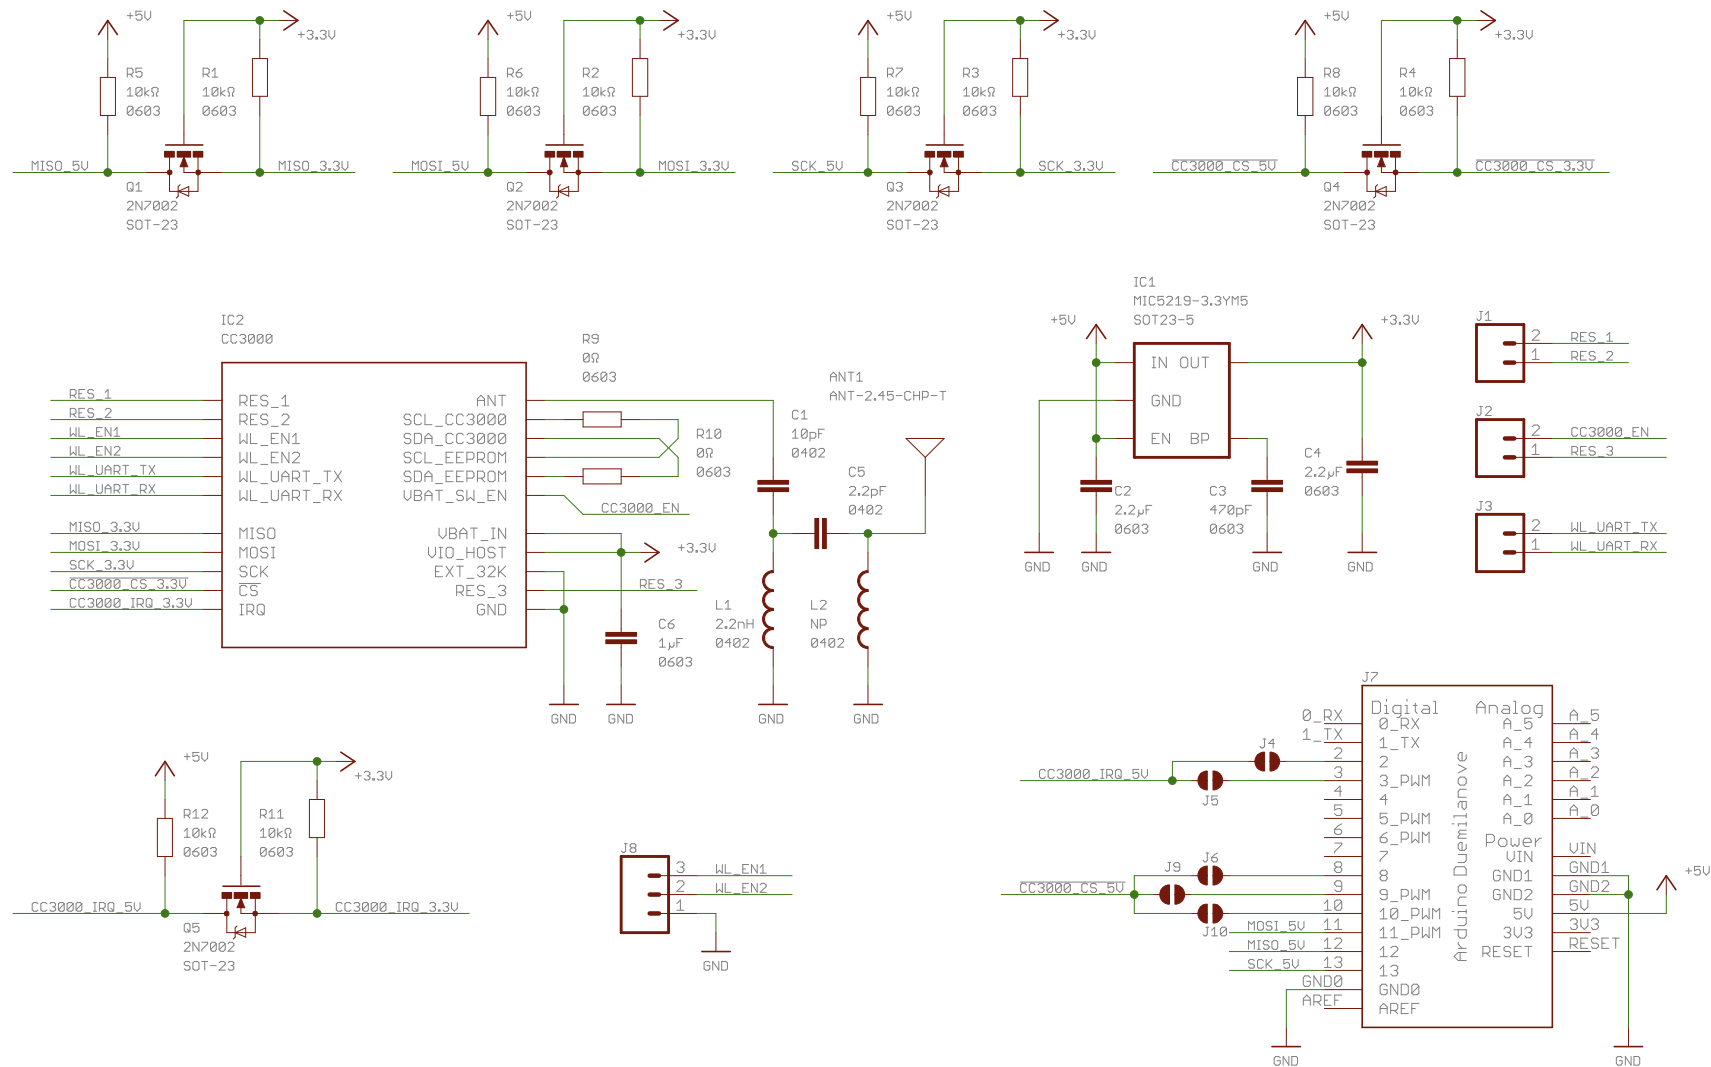 +5V
+3.3V
R5
10kΩ
0603
R1
10kΩ
0603
MISO_5V
MISO_3.3V
Q1
2N7002
SOT-23
+5V
+3.3V
R6
10kΩ
0603
R2
10kΩ
0603
MOSI_5V
MOSI_3.3V
Q2
2N7002
SOT-23
+5V
+3.3V
R7
10kΩ
0603
R3
10kΩ
0603
SCK_5V
SCK_3.3V
Q3
2N7002
SOT-23
+5V
+3.3V
R8
10kΩ
0603
R4
10kΩ
0603
CC3000_CS_5V
CC3000_CS_3.3V
Q4
2N7002
SOT-23
IC2
CC3000
RES_1
RES_2
WL_EN1
WL_EN2
WL_UART_TX
WL_UART_RX
MISO_3.3V
MOSI_3.3V
SCK_3.3V
CC3000_CS_3.3V
CC3000_IRQ_3.3V
RES_1
RES_2
WL_EN1
WL_EN2
WL_UART_TX
WL_UART_RX
MISO
MOSI
SCK
CS
IRQ
ANT
SCL_CC3000
SDA_CC3000
SCL_EEPROM
SDA_EEPROM
VBAT_SW_EN
VBAT_IN
VIO_HOST
EXT_32K
RES_3
GND
R9
0Ω
0603
R10
0Ω
0603
CC3000_EN
+3.3V
RES_3
C6
1µF
0603
GND
GND
ANT1
ANT-2.45-CHP-T
C1
10pF
0402
C5
2.2pF
0402
L1
2.2nH
0402
L2
NP
0402
GND
GND
IC1
MIC5219-3.3YM5
SOT23-5
+5V
+3.3V
IN OUT
GND
EN BP
C2
2.2µF
0603
C3
470pF
0603
C4
2.2µF
0603
GND
GND
GND
GND
J1
2 RES_1
1 RES_2
J2
2 CC3000_EN
1 RES_3
J3
2 WL_UART_TX
1 WL_UART_RX
+5V
+3.3V
R12
10kΩ
0603
R11
10kΩ
0603
CC3000_IRQ_5V
CC3000_IRQ_3.3V
Q5
2N7002
SOT-23
J8
3 WL_EN1
2 WL_EN2
1
GND
J7
Digital
Analog
Power
Arduino Duemilanove
0_RX 0_RX
1_TX 1_TX
2 2
3 3_PWM
4 4
5 5_PWM
6 6_PWM
7 7
8 8
9 9_PWM
10 10_PWM
11 11_PWM
12 12
13 13
GND0 GND0
AREF AREF
A_5 A_5
A_4 A_4
A_3 A_3
A_2 A_2
A_1 A_1
A_0 A_0
VIN VIN
GND1 GND1
GND2 GND2
5V 5V
3V3 3V3
RESET RESET
CC3000_IRQ_5V
J4
J5
CC3000_CS_5V
J6
J9
J10
MOSI_5V
MISO_5V
SCK_5V
+5V
GND
GND